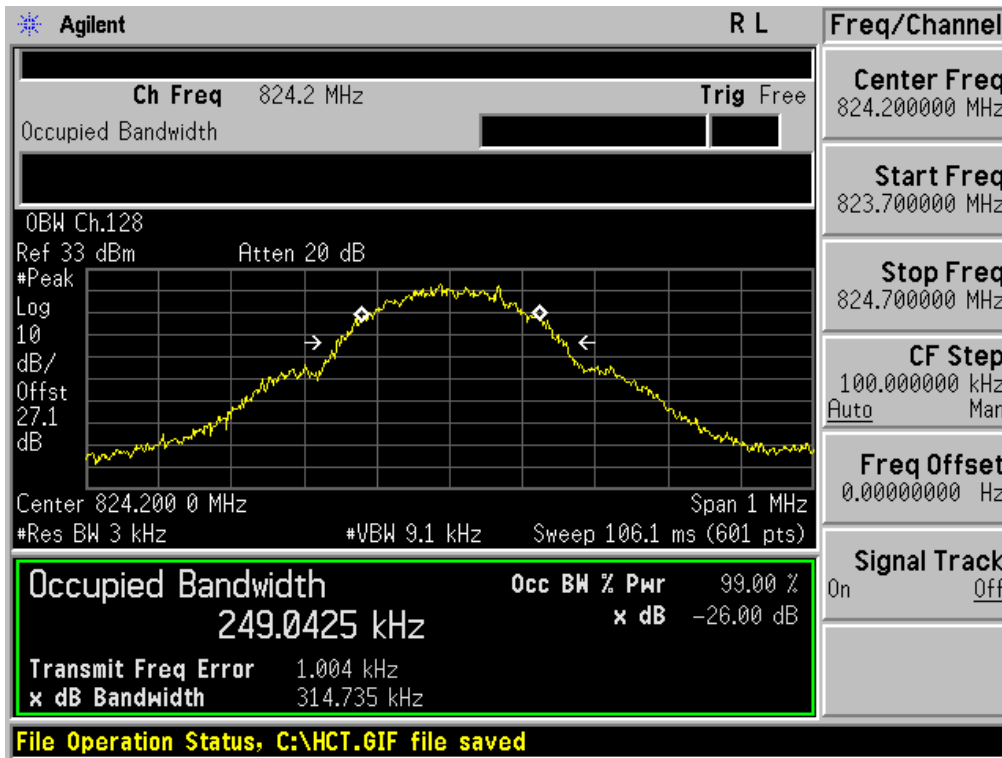 Agilent R L
Ch Freq 824.2 MHz Trig Free
Occupied Bandwidth
OBW Ch.128
Ref 33 dBm Atten 20 dB
#Peak
Log
10
dB/
Offst
27.1
dB
Center 824.200 0 MHz Span 1 MHz
#Res BW 3 kHz #VBW 9.1 kHz Sweep 106.1 ms (601 pts)
Occupied Bandwidth
249.0425 kHz
Occ BW % Pwr 99.00 %
x dB -26.00 dB
Transmit Freq Error 1.004 kHz
x dB Bandwidth 314.735 kHz
File Operation Status, C:\HCT.GIF file saved
Freq/Channel
Center Freq
824.200000 MHz
Start Freq
823.700000 MHz
Stop Freq
824.700000 MHz
CF Step
100.000000 kHz
Auto Man
Freq Offset
0.00000000 Hz
Signal Track
On Off